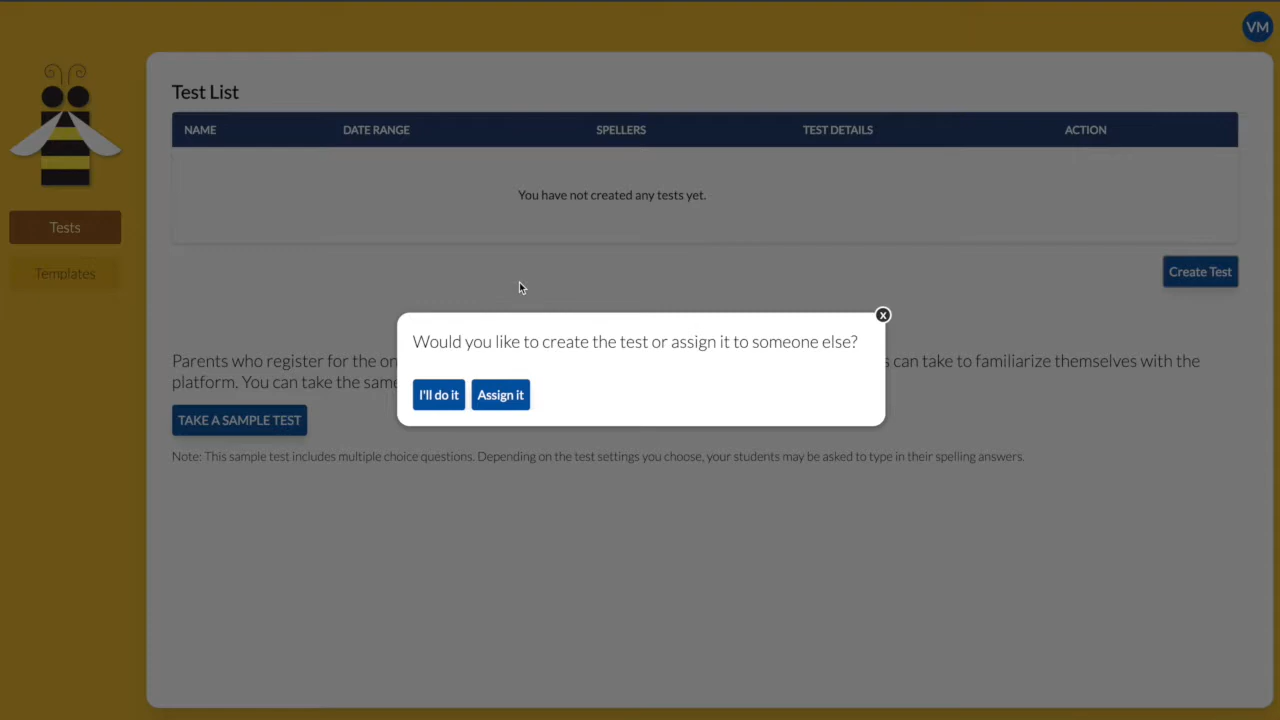 VM
Test List
NAME DATE RANGE SPELLERS TEST DETAILS ACTION
You have not created any tests yet.
Tests
Templates
Create Test
x
Would you like to create the test or assign it to someone else?
I'll do it Assign it
Parents who register for the can take to familiarize themselves with the
platform. You can take the
TAKE A SAMPLE TEST
Note: This sample test includes multiple choice questions. Depending on the test settings you choose, your students may be asked to type in their spelling answers.